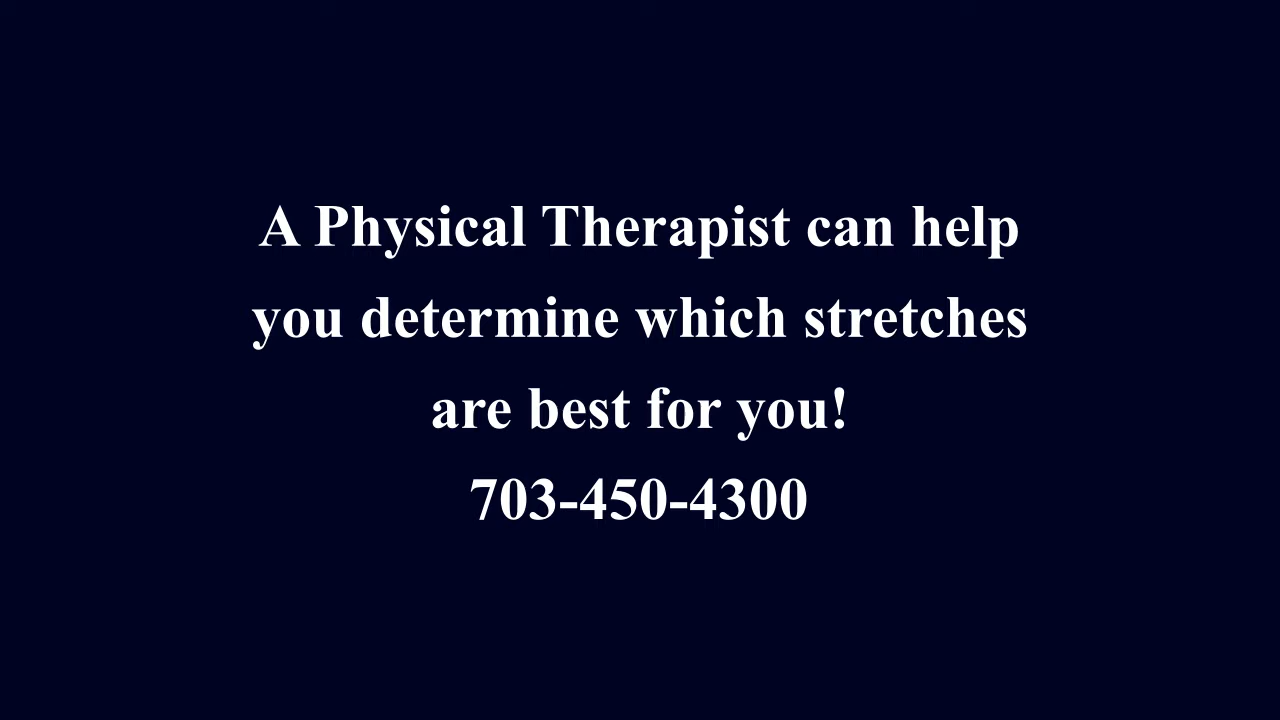 A Physical Therapist can help
you determine which stretches
are best for you!
703-450-4300